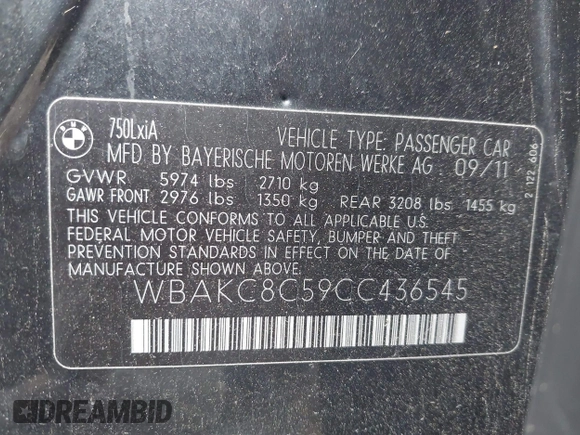 BMW
750LxiA
VEHICLE TYPE: PASSENGER CAR
MFD BY BAYERISCHE MOTOREN WERKE AG 09/11
GVWR 5974 lbs 2710 kg
GAWR FRONT 2976 lbs 1350 kg REAR 3208 lbs 1455 kg
THIS VEHICLE CONFORMS TO ALL APPLICABLE U.S.
FEDERAL MOTOR VEHICLE SAFETY, BUMPER AND THEFT
PREVENTION STANDARDS IN EFFECT ON THE DATE OF
MANUFACTURE SHOWN ABOVE.
WBAKC8C59CC436545
2 122 606
DREAMBID